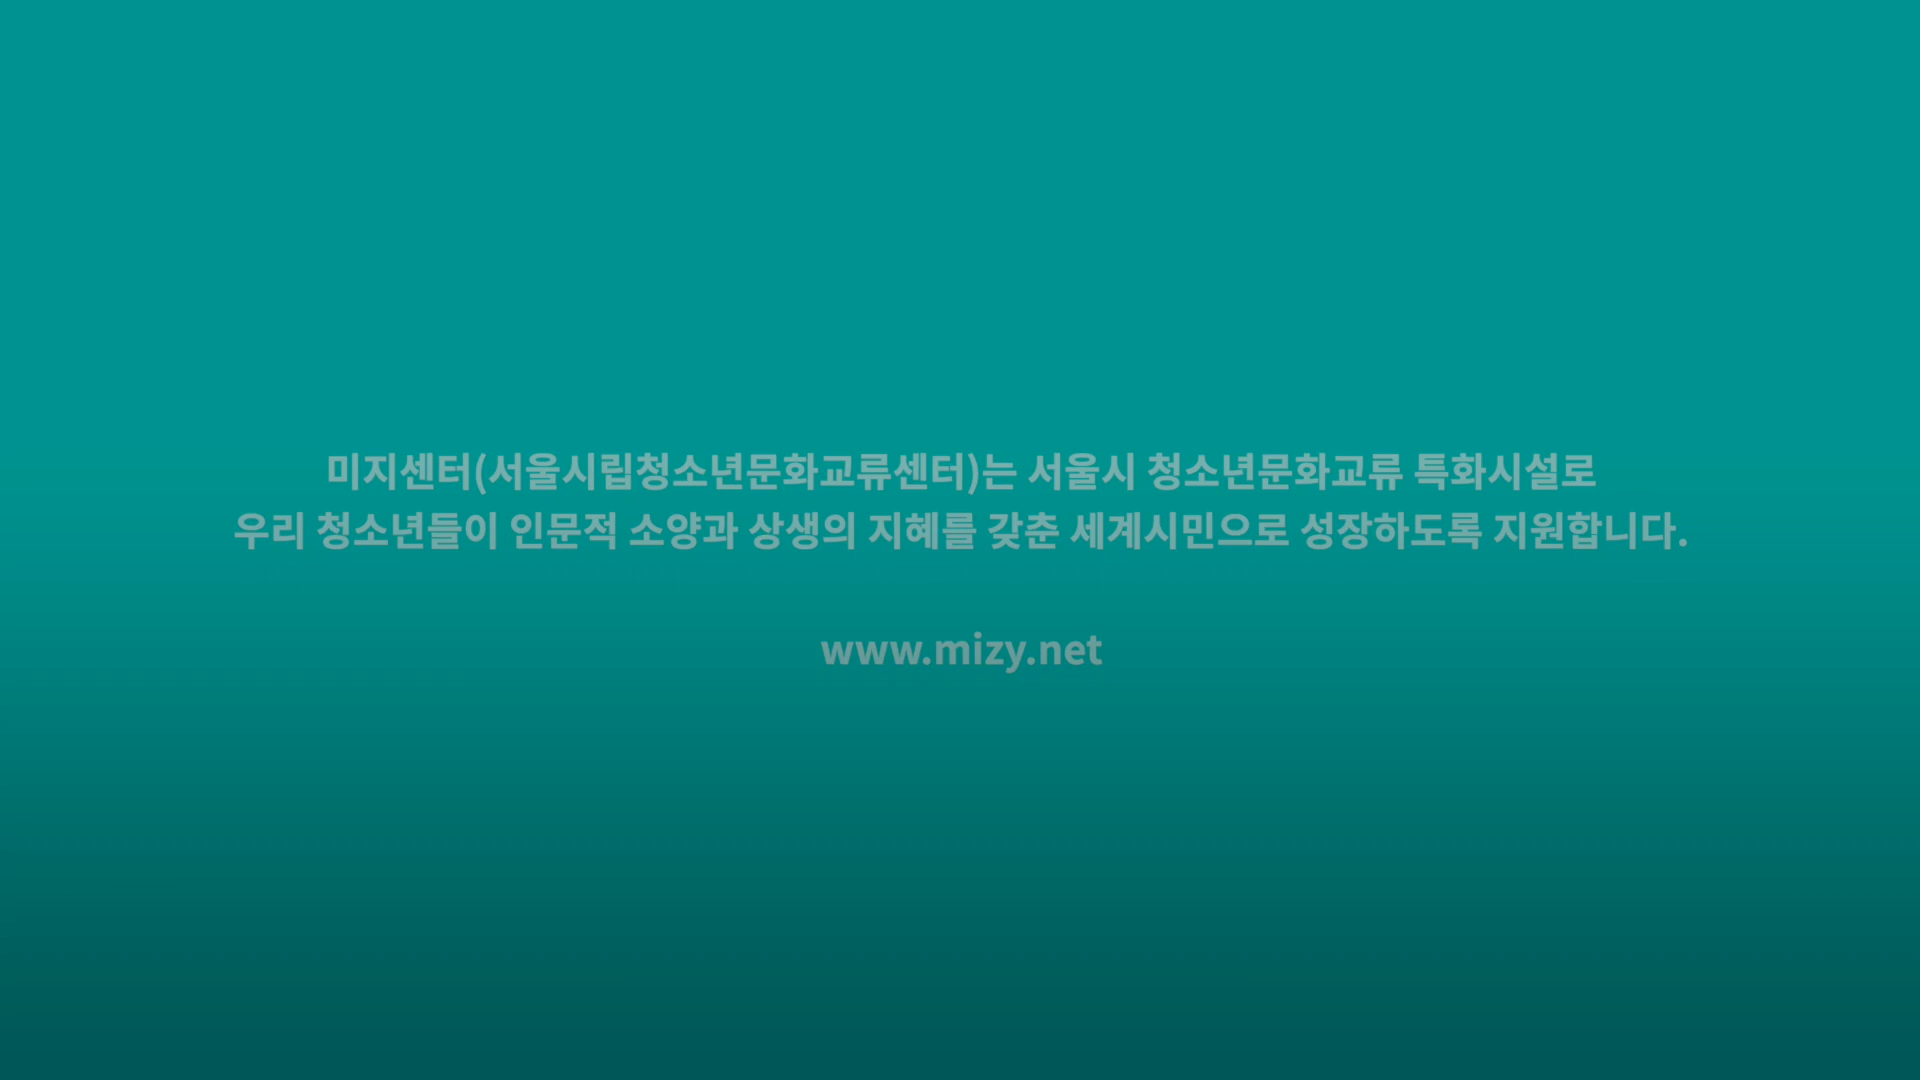 미지센터(서울시립청소년문화교류센터)는 서울시 청소년문화교류 특화시설로
우리 청소년들이 인문적 소양과 상생의 지혜를 갖춘 세계시민으로 성장하도록 지원합니다.
www.mizy.net